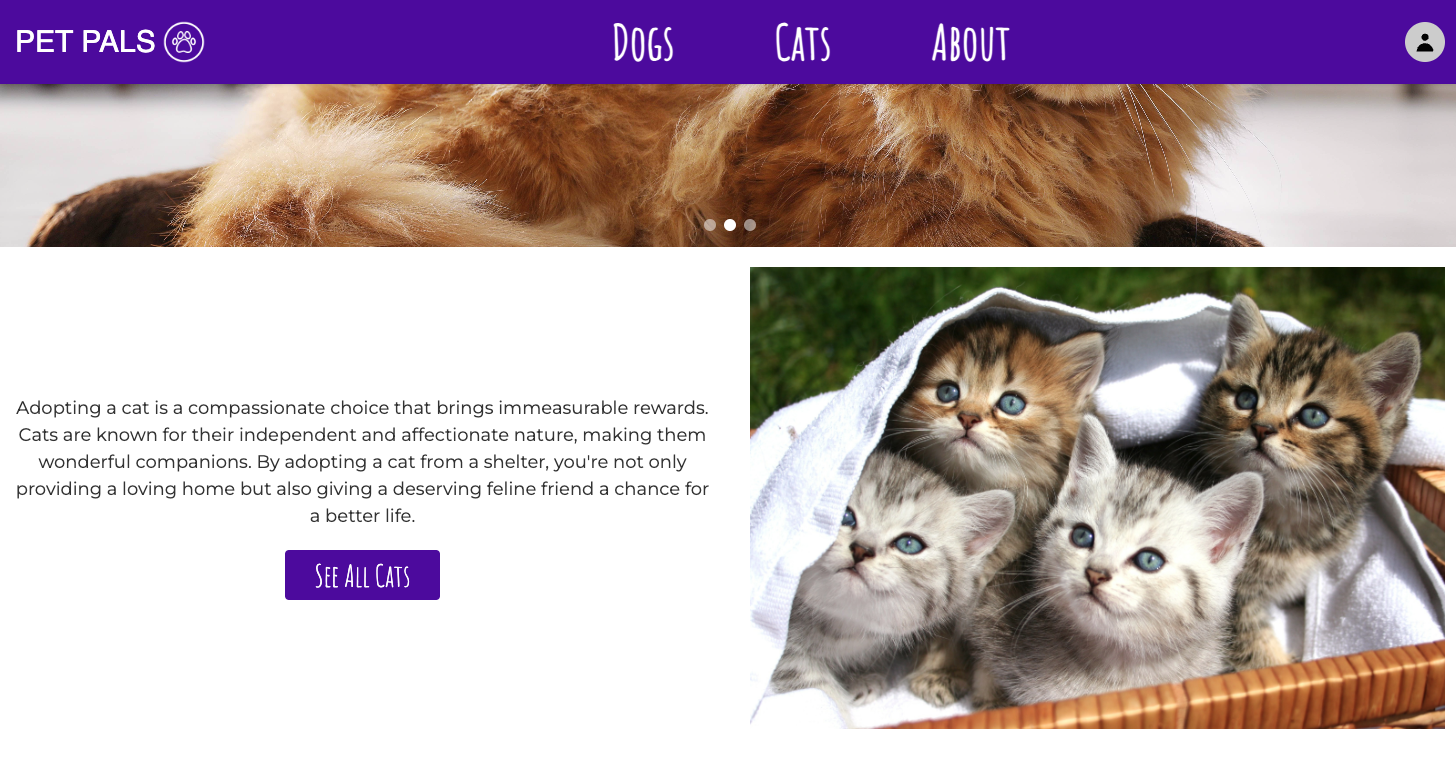 PET PALS
Dogs
Cats
About
Adopting a cat is a compassionate choice that brings immeasurable rewards.
Cats are known for their independent and affectionate nature, making them
wonderful companions. By adopting a cat from a shelter, you're not only
providing a loving home but also giving a deserving feline friend a chance for
a better life.
See All Cats